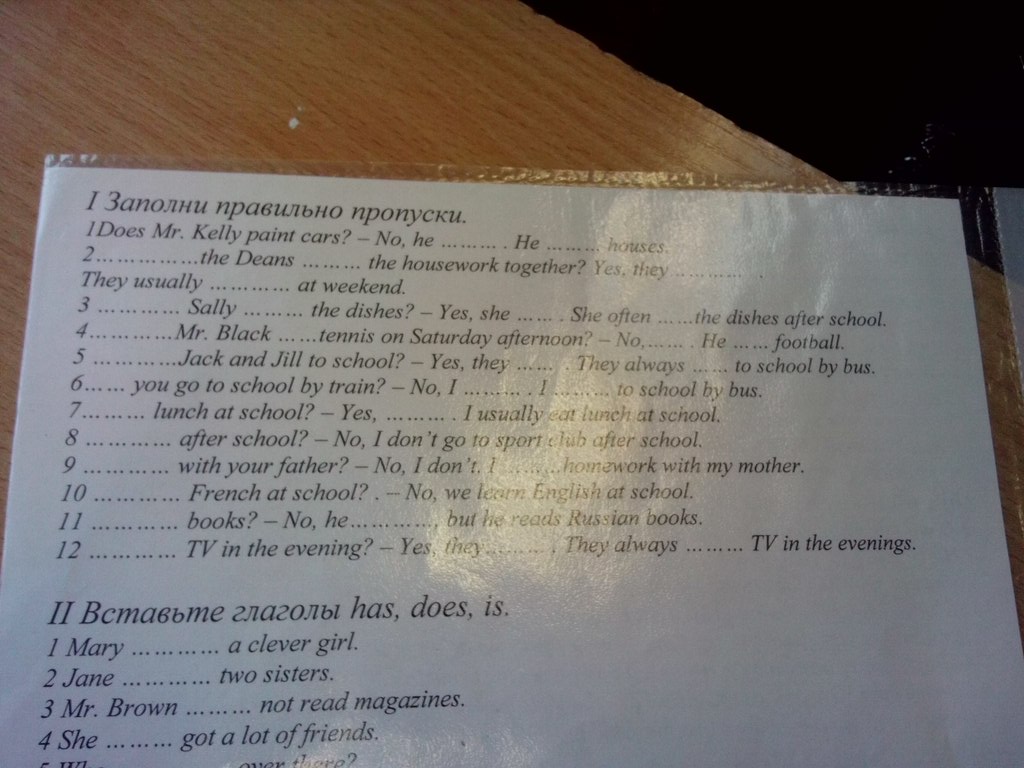 I Заполни правильно пропуски.
1Does Mr. Kelly paint cars? – No, he ………. He ……… houses.
2……………the Deans ……… the housework together? Yes, they ………… .
They usually ………… at weekend.
3 ………… Sally ……… the dishes? – Yes, she …… . She often ……the dishes after school.
4…………Mr. Black ……tennis on Saturday afternoon? – No,…… . He …… football.
5 …………Jack and Jill to school? – Yes, they …… . They always …… to school by bus.
6…… you go to school by train? – No, I ……… . I ……… to school by bus.
7……… lunch at school? – Yes, ……… . I usually eat lunch at school.
8 ………… after school? – No, I don't go to sport club after school.
9 ………… with your father? – No, I don't. I ………homework with my mother.
10 ………… French at school? . – No, we learn English at school.
11 ………… books? – No, he…………, but he reads Russian books.
12 ………… TV in the evening? – Yes, they ……… . They always ……… TV in the evenings.
II Вставьте глаголы has, does, is.
1 Mary ………… a clever girl.
2 Jane ………… two sisters.
3 Mr. Brown ……… not read magazines.
4 She ……… got a lot of friends.
over there?